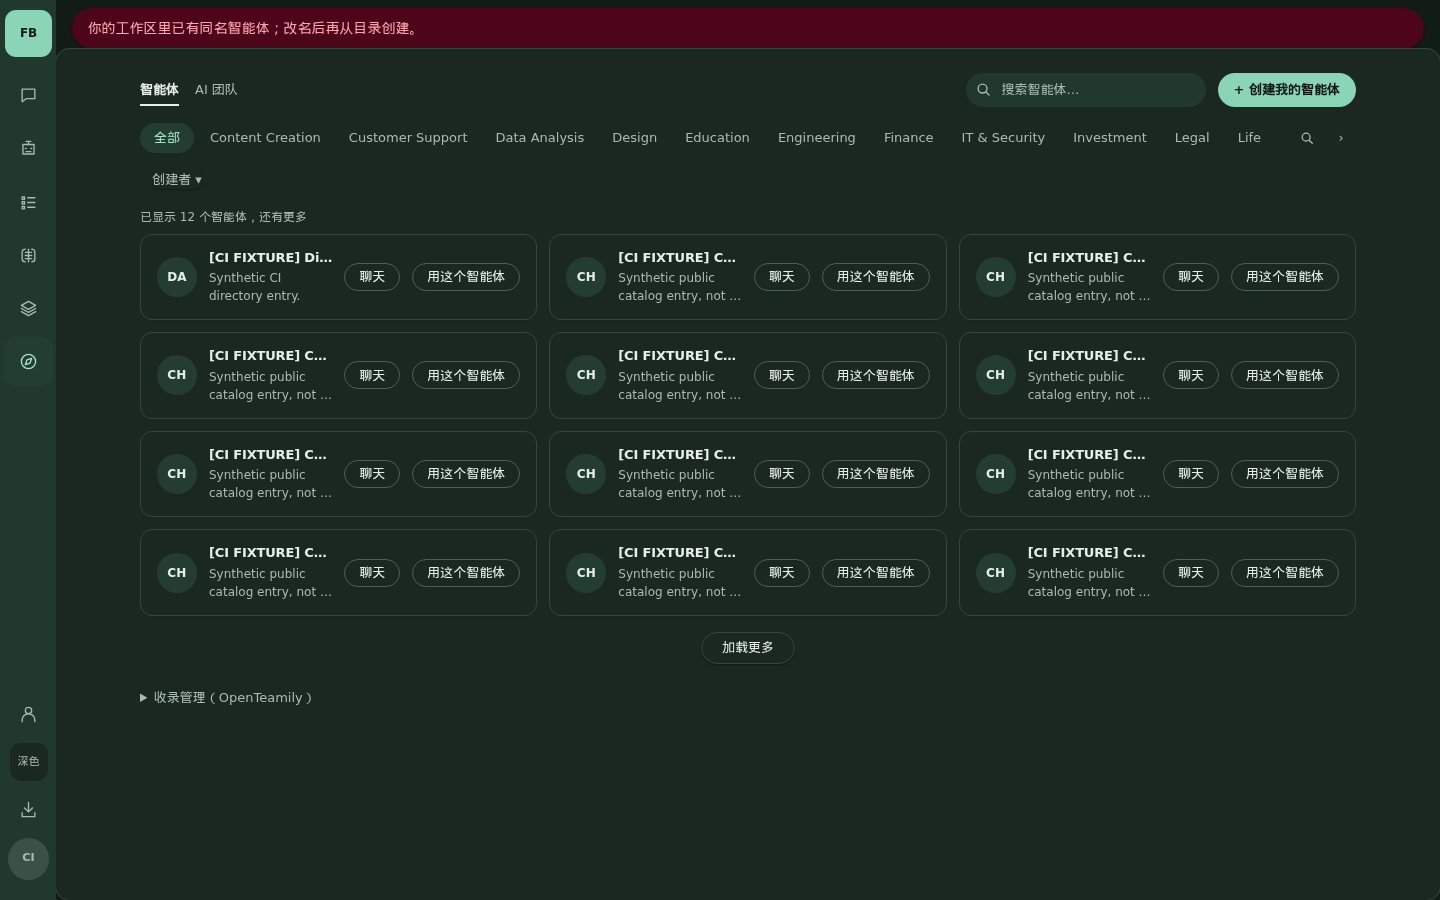 FB
你的工作区里已有同名智能体；改名后再从目录创建。
智能体 AI 团队
搜索智能体...
+ 创建我的智能体
全部 Content Creation Customer Support Data Analysis Design Education Engineering Finance IT & Security Investment Legal Life ›
创建者 ▾
已显示 12 个智能体，还有更多
DA [CI FIXTURE] Di...
Synthetic CI
directory entry.
聊天 用这个智能体
CH [CI FIXTURE] C...
Synthetic public
catalog entry, not ...
聊天 用这个智能体
CH [CI FIXTURE] C...
Synthetic public
catalog entry, not ...
聊天 用这个智能体
CH [CI FIXTURE] C...
Synthetic public
catalog entry, not ...
聊天 用这个智能体
CH [CI FIXTURE] C...
Synthetic public
catalog entry, not ...
聊天 用这个智能体
CH [CI FIXTURE] C...
Synthetic public
catalog entry, not ...
聊天 用这个智能体
CH [CI FIXTURE] C...
Synthetic public
catalog entry, not ...
聊天 用这个智能体
CH [CI FIXTURE] C...
Synthetic public
catalog entry, not ...
聊天 用这个智能体
CH [CI FIXTURE] C...
Synthetic public
catalog entry, not ...
聊天 用这个智能体
CH [CI FIXTURE] C...
Synthetic public
catalog entry, not ...
聊天 用这个智能体
CH [CI FIXTURE] C...
Synthetic public
catalog entry, not ...
聊天 用这个智能体
CH [CI FIXTURE] C...
Synthetic public
catalog entry, not ...
聊天 用这个智能体
加载更多
▶ 收录管理（OpenTeamily）
深色
CI